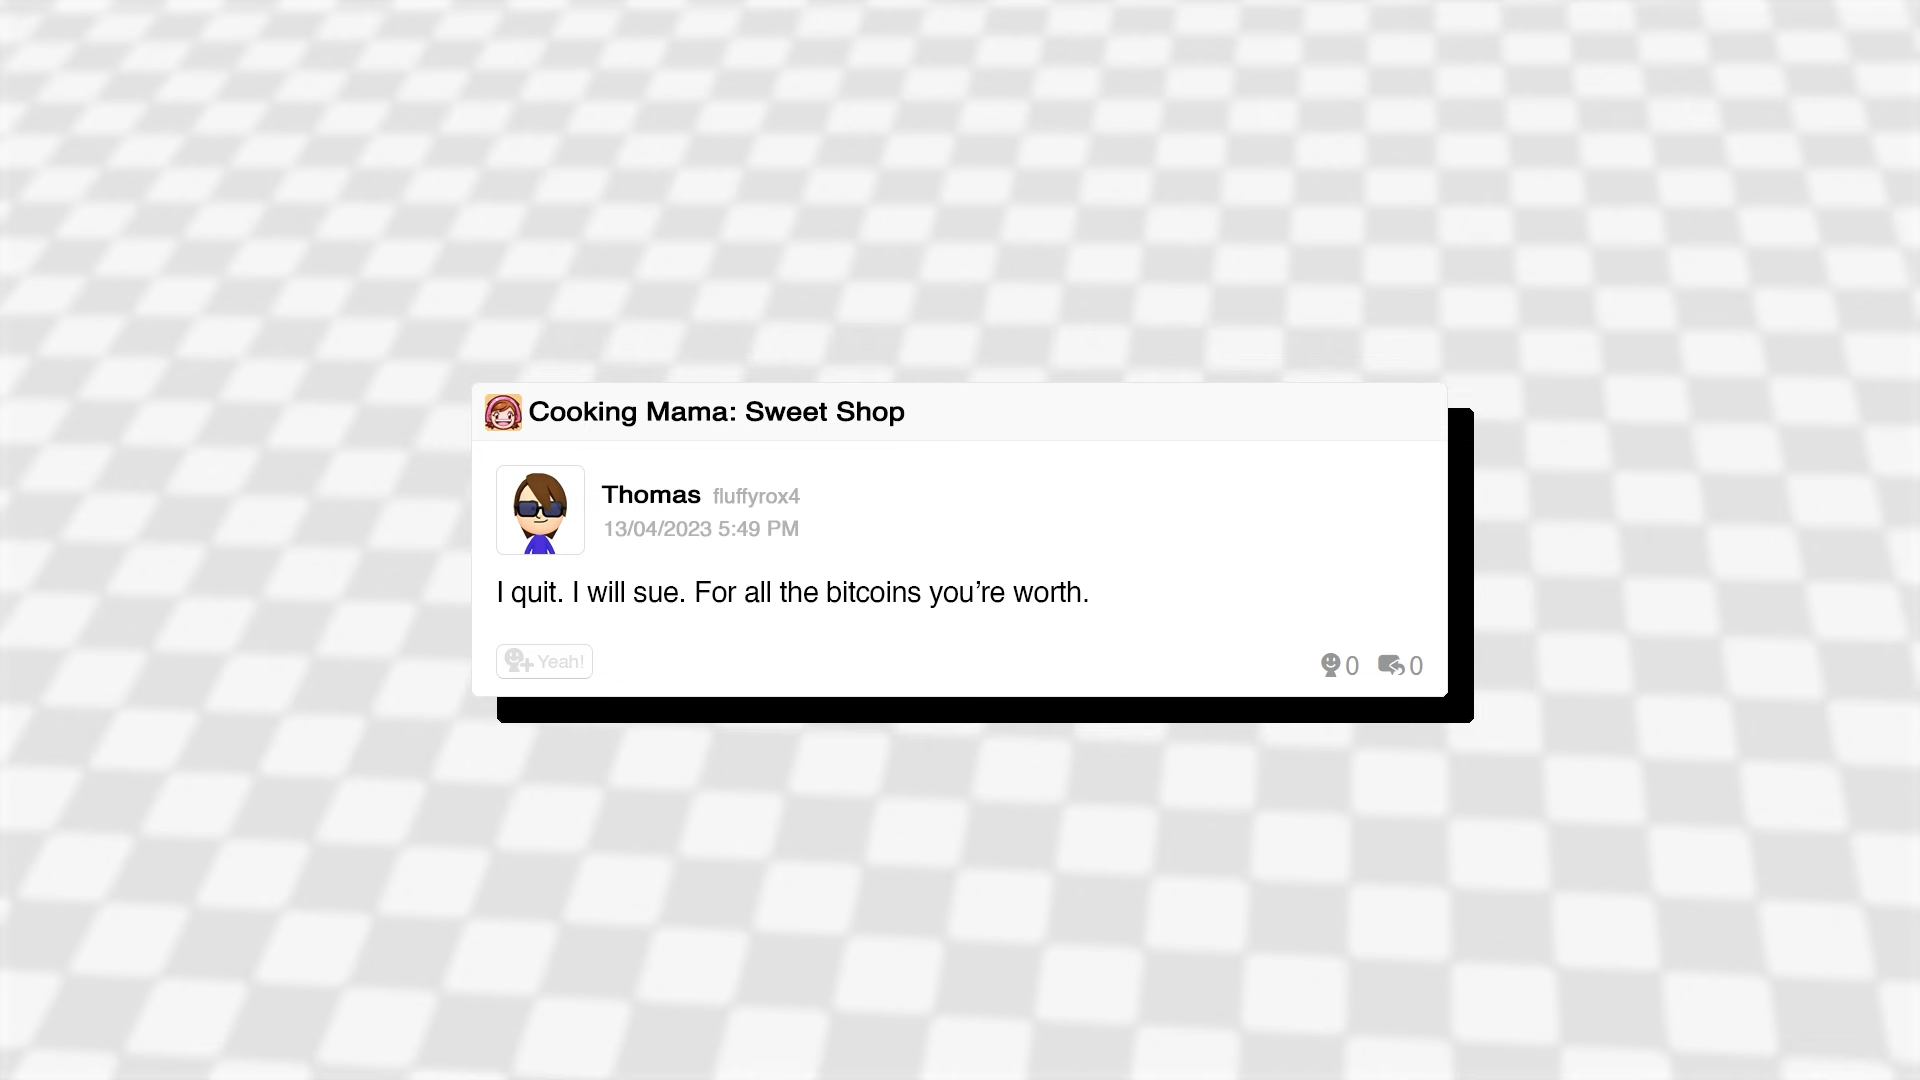 Cooking Mama: Sweet Shop
Thomas fluffyrox4
13/04/2023 5:49 PM
I quit. I will sue. For all the bitcoins you’re worth.
Yeah! 0 0